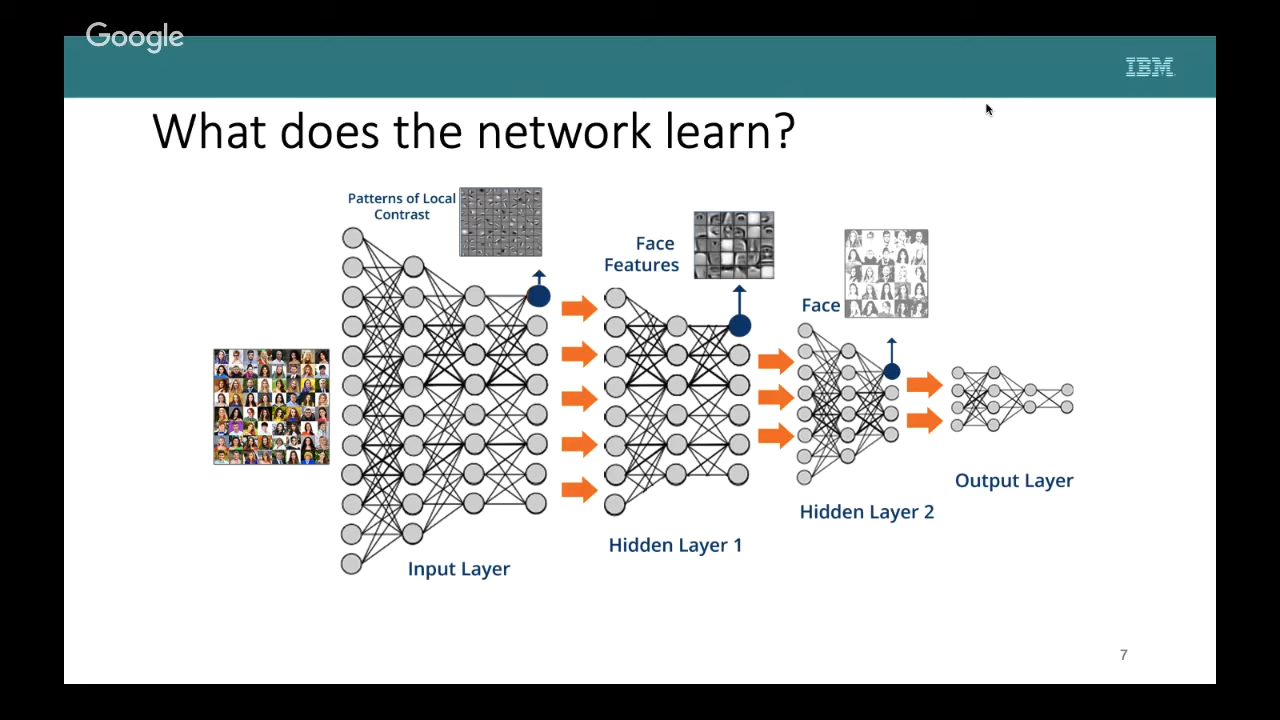 Google
IBM
What does the network learn?
Patterns of Local
Contrast
Face
Features
Face
Input Layer
Hidden Layer 1
Hidden Layer 2
Output Layer
7